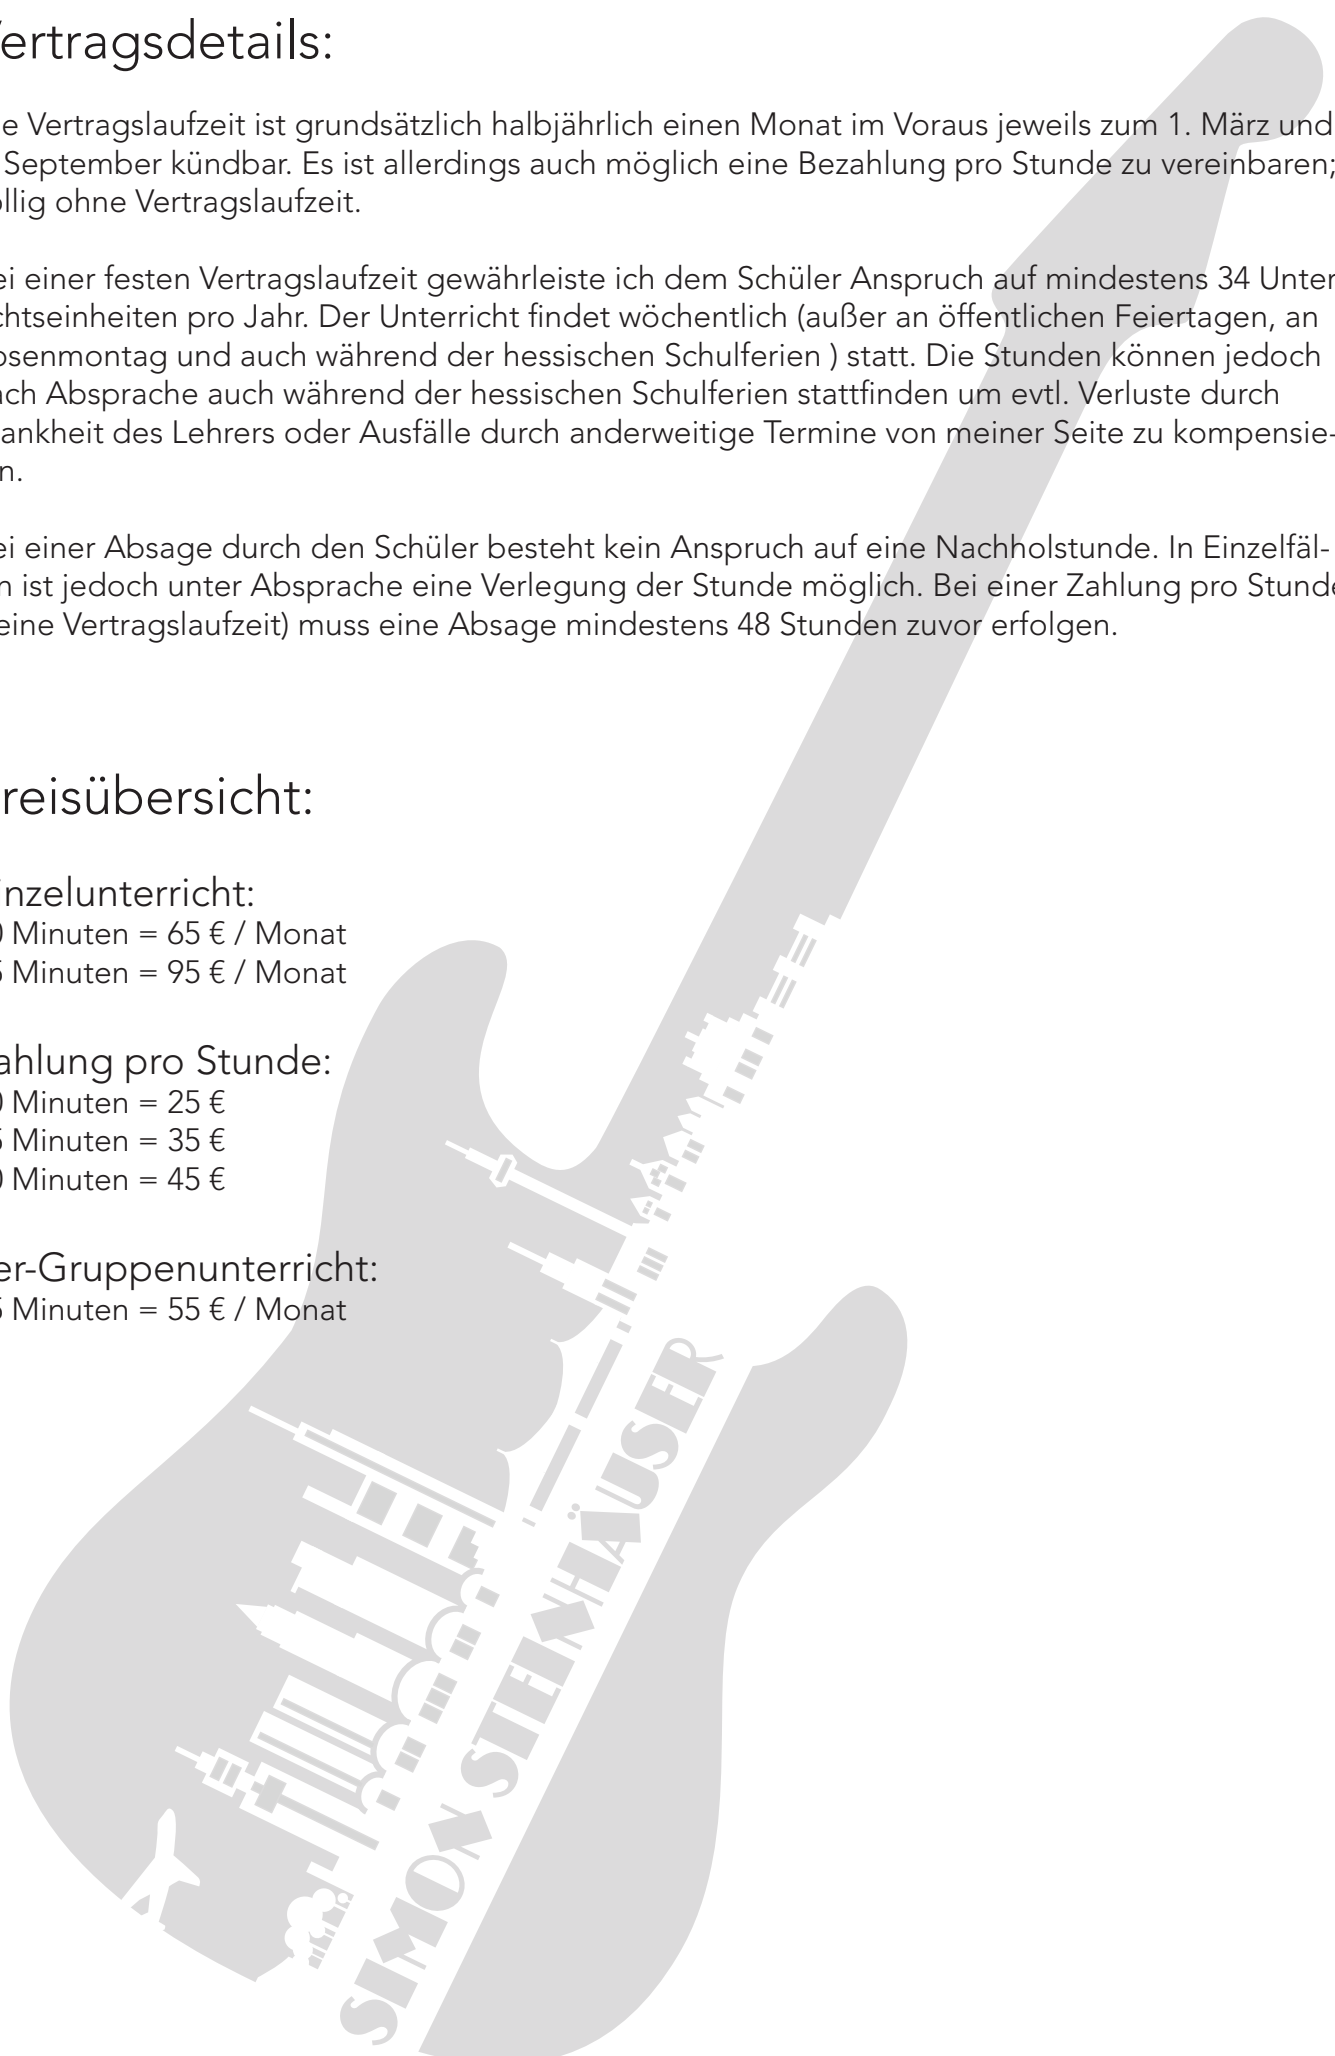 ertragsdetails:
e Vertragslaufzeit ist grundsätzlich halbjährlich einen Monat im Voraus jeweils zum 1. März und
September kündbar. Es ist allerdings auch möglich eine Bezahlung pro Stunde zu vereinbaren;
llig ohne Vertragslaufzeit.
ei einer festen Vertragslaufzeit gewährleiste ich dem Schüler Anspruch auf mindestens 34 Unter
chtseinheiten pro Jahr. Der Unterricht findet wöchentlich (außer an öffentlichen Feiertagen, an
osenmontag und auch während der hessischen Schulferien ) statt. Die Stunden können jedoch
ach Absprache auch während der hessischen Schulferien stattfinden um evtl. Verluste durch
ankheit des Lehrers oder Ausfälle durch anderweitige Termine von meiner Seite zu kompensie-
n.
ei einer Absage durch den Schüler besteht kein Anspruch auf eine Nachholstunde. In Einzelfäl-
n ist jedoch unter Absprache eine Verlegung der Stunde möglich. Bei einer Zahlung pro Stunde
eine Vertragslaufzeit) muss eine Absage mindestens 48 Stunden zuvor erfolgen.
reisübersicht:
inzelunterricht:
0 Minuten = 65 € / Monat
5 Minuten = 95 € / Monat
ahlung pro Stunde:
0 Minuten = 25 €
5 Minuten = 35 €
0 Minuten = 45 €
er-Gruppenunterricht:
5 Minuten = 55 € / Monat
SIMON STEINHÄUSER